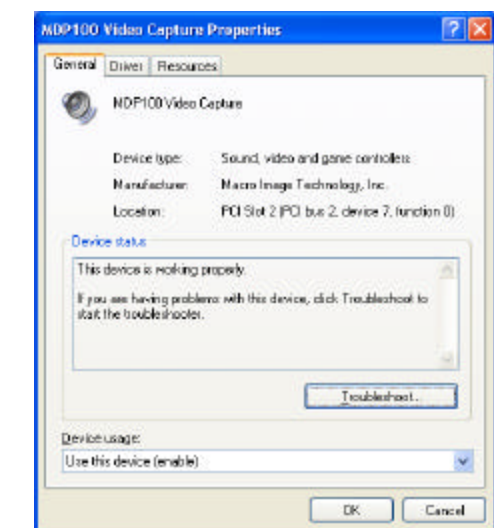 MDP100 Video Capture Properties
General Driver Resources
MDP100 Video Capture
Device type: Sound, video and game controllers
Manufacturer: Macro Image Technology, Inc.
Location: PCI Slot 2 (PCI bus 2, device 7, function 0)
Device status
This device is working properly.
If you are having problems with this device, click Troubleshoot to
start the troubleshooter.
Troubleshoot...
Device usage:
Use this device (enable)
OK Cancel